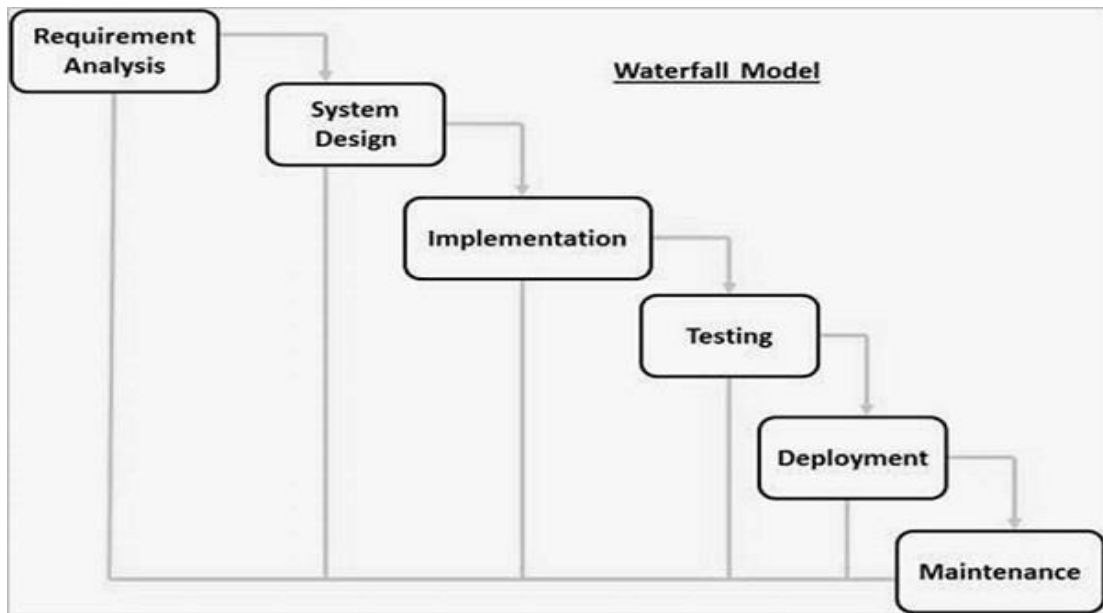 Requirement
Analysis
Waterfall Model
System
Design
Implementation
Testing
Deployment
Maintenance